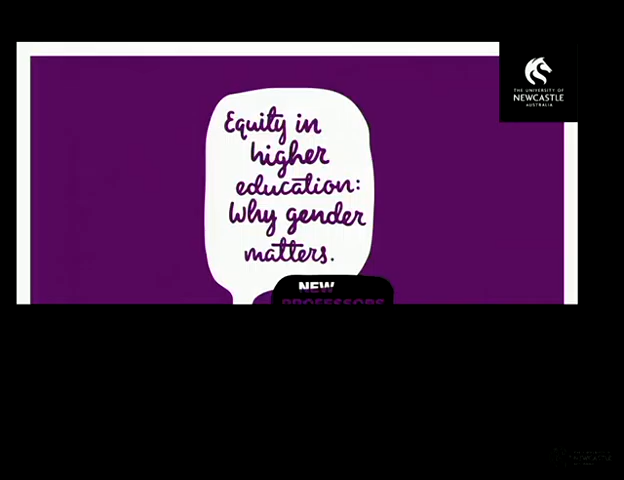 THE UNIVERSITY OF
NEWCASTLE
AUSTRALIA
Equity in
higher
education:
Why gender
matters.
NEW
PROFESSORS